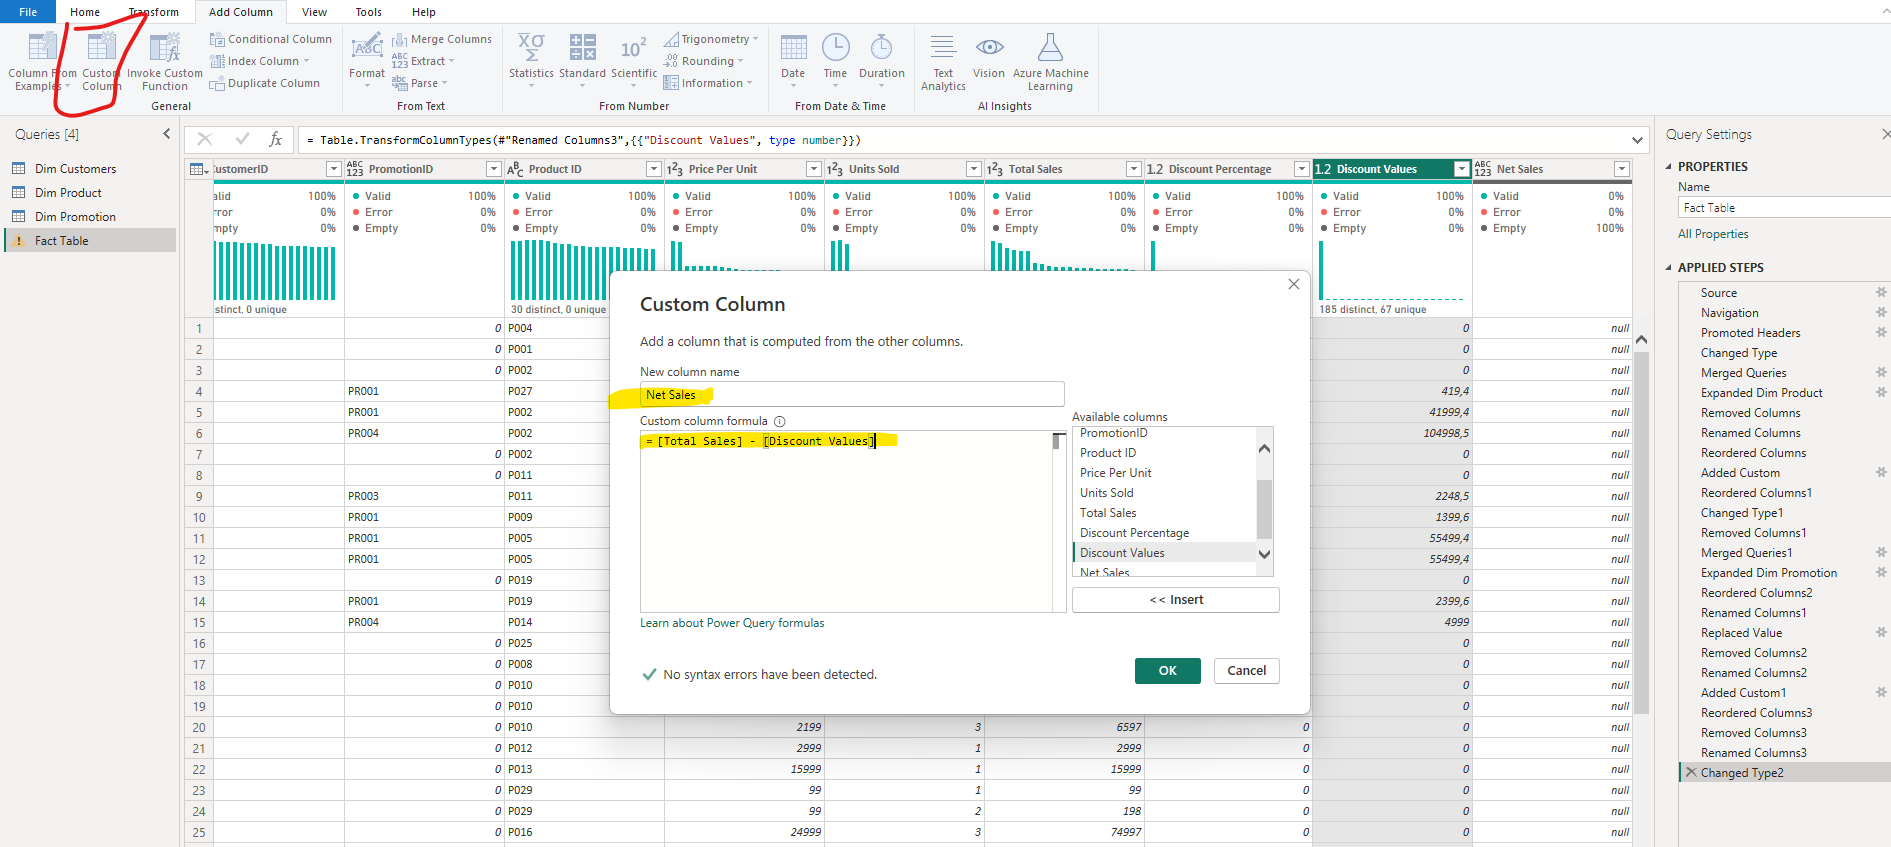 File Home Transform Add Column View Tools Help
Column From Examples
Custom Column
Invoke Custom Function
Conditional Column
Index Column
Duplicate Column
General
Format
Merge Columns
Extract
Parse
From Text
Statistics
Standard
Scientific
Trigonometry
Rounding
Information
From Number
Date
Time
Duration
From Date & Time
Text Analytics
Vision
Azure Machine Learning
AI Insights
Queries [4]
Dim Customers
Dim Product
Dim Promotion
Fact Table
= Table.TransformColumnTypes(#"Renamed Columns3",{{"Discount Values", type number}})
CustomerID ABC 123 PromotionID ABC Product ID 123 Price Per Unit 123 Units Sold 123 Total Sales 1.2 Discount Percentage 1.2 Discount Values ABC 123 Net Sales
alid 100% Valid 100% Valid 100% Valid 100% Valid 100% Valid 100% Valid 100% Valid 100% Valid 0%
rror 0% Error 0% Error 0% Error 0% Error 0% Error 0% Error 0% Error 0% Error 0%
mpty 0% Empty 0% Empty 0% Empty 0% Empty 0% Empty 0% Empty 0% Empty 0% Empty 100%
stinct, 0 unique 30 distinct, 0 unique 185 distinct, 67 unique
1 0 P004 0 null
2 0 P001 0 null
3 0 P002 0 null
4 PR001 P027 419,4 null
5 PR001 P002 41999,4 null
6 PR004 P002 104998,5 null
7 0 P002 0 null
8 0 P011 0 null
9 PR003 P011 2248,5 null
10 PR001 P009 1399,6 null
11 PR001 P005 55499,4 null
12 PR001 P005 55499,4 null
13 0 P019 0 null
14 PR001 P019 2399,6 null
15 PR004 P014 4999 null
16 0 P025 0 null
17 0 P008 0 null
18 0 P010 0 null
19 0 P010 0 null
20 0 P010 2199 3 6597 0 0 null
21 0 P012 2999 1 2999 0 0 null
22 0 P013 15999 1 15999 0 0 null
23 0 P029 99 1 99 0 0 null
24 0 P029 99 2 198 0 0 null
25 0 P016 24999 3 74997 0 0 null
Custom Column
Add a column that is computed from the other columns.
New column name
Net Sales
Custom column formula
= [Total Sales] - [Discount Values]
Available columns
PromotionID
Product ID
Price Per Unit
Units Sold
Total Sales
Discount Percentage
Discount Values
Net Sales
<< Insert
Learn about Power Query formulas
No syntax errors have been detected.
OK
Cancel
Query Settings
PROPERTIES
Name
Fact Table
All Properties
APPLIED STEPS
Source
Navigation
Promoted Headers
Changed Type
Merged Queries
Expanded Dim Product
Removed Columns
Renamed Columns
Reordered Columns
Added Custom
Reordered Columns1
Changed Type1
Removed Columns1
Merged Queries1
Expanded Dim Promotion
Reordered Columns2
Renamed Columns1
Replaced Value
Removed Columns2
Renamed Columns2
Added Custom1
Reordered Columns3
Removed Columns3
Renamed Columns3
Changed Type2